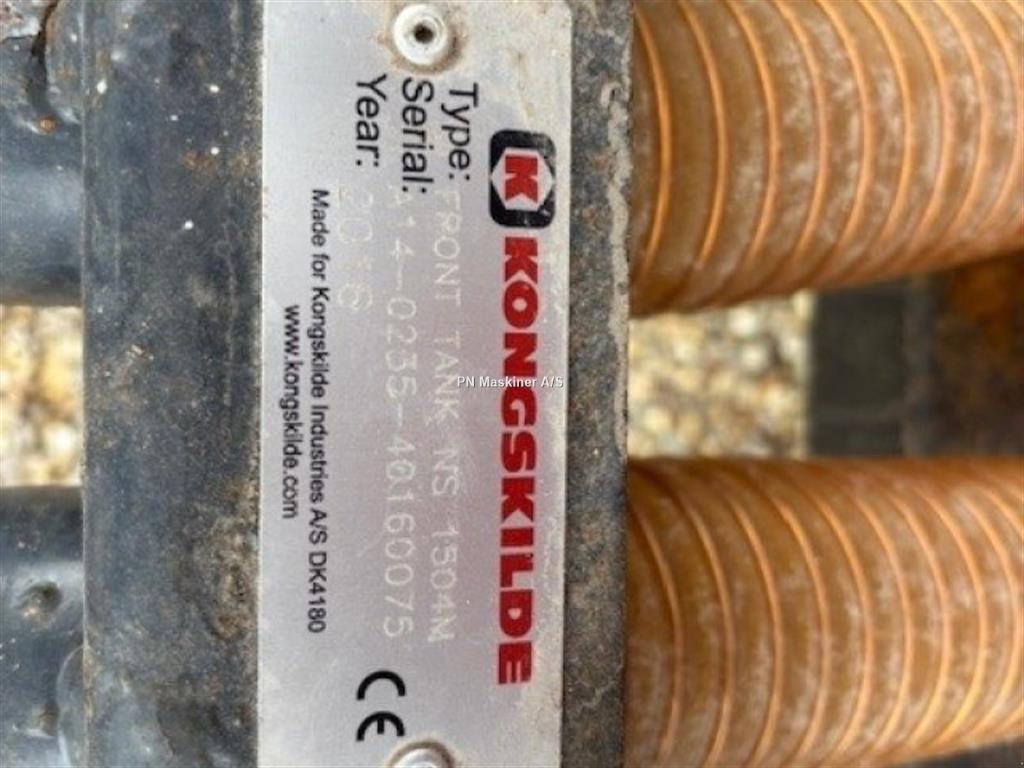 K KONGSKILDE
Type: FRONT TANK NS 1504M
Serial: A14-0235-40160075
Year: 2016
Made for Kongskilde Industries A/S DK4180
www.kongskilde.com
CE
PN Maskiner A/S